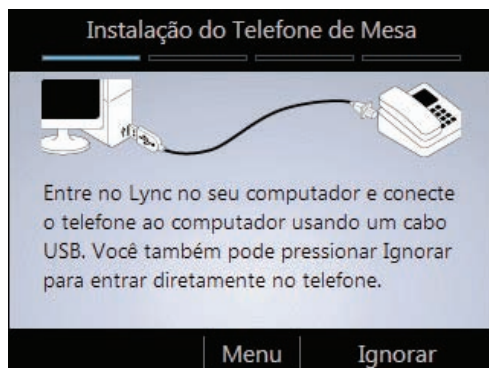 Instalação do Telefone de Mesa
Entre no Lync no seu computador e conecte
o telefone ao computador usando um cabo
USB. Você também pode pressionar Ignorar
para entrar diretamente no telefone.
Menu
Ignorar